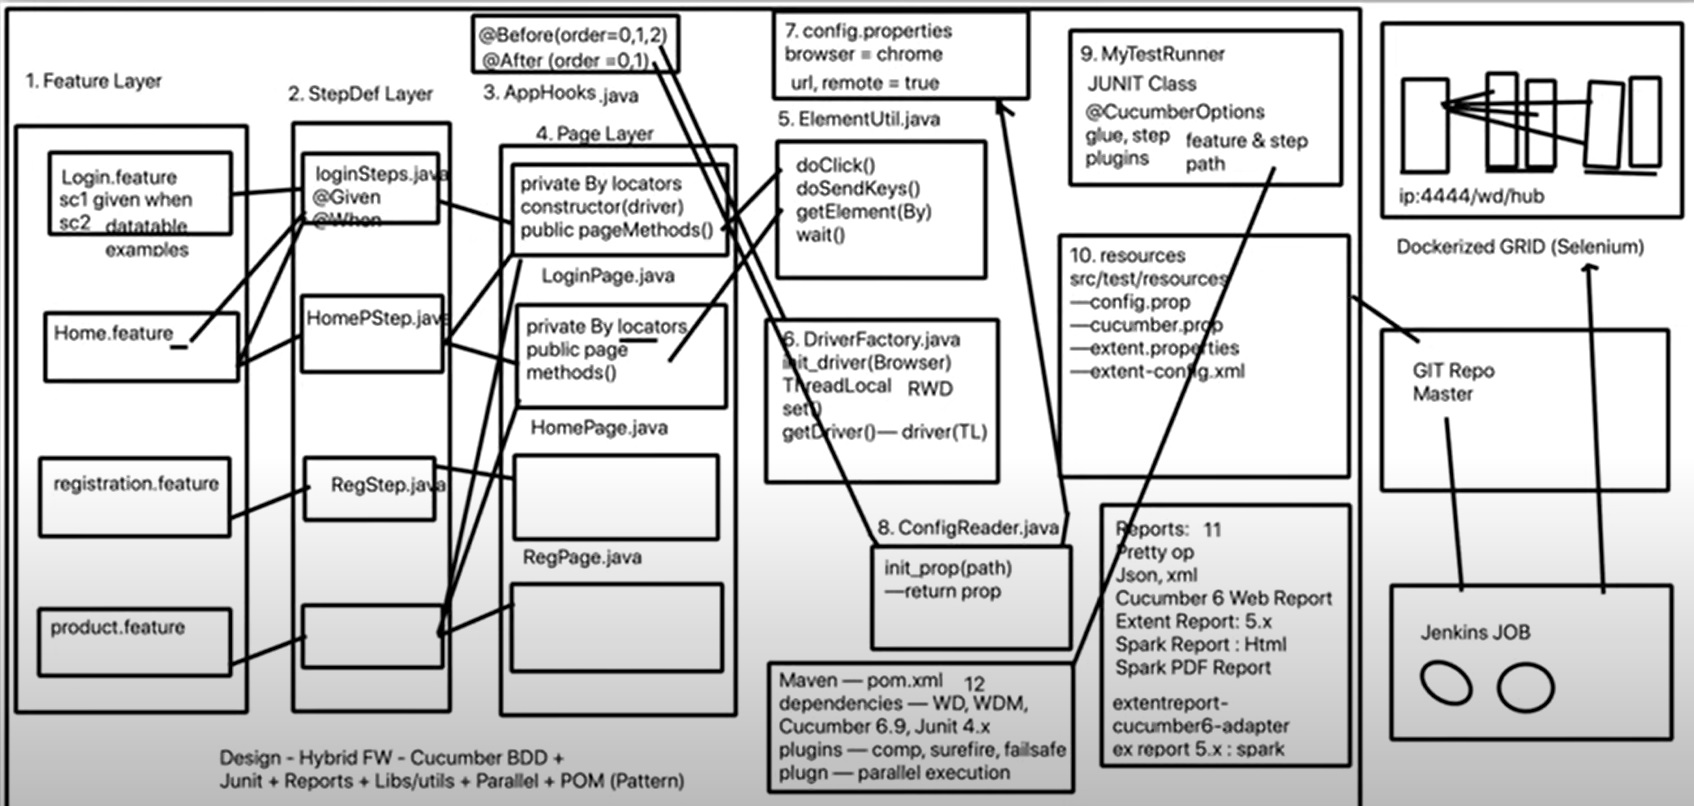 @Before(order=0,1,2)
@After (order =0,1)
1. Feature Layer
2. StepDef Layer
3. AppHooks.java
4. Page Layer
Login.feature
sc1 given when
sc2 datatable
examples
Home.feature
registration.feature
product.feature
loginSteps.java
@Given
@When
HomePStep.java
RegStep.java
private By locators
constructor(driver)
public pageMethods()
LoginPage.java
private By locators
public page
methods()
HomePage.java
RegPage.java
7. config.properties
browser = chrome
url, remote = true
5. ElementUtil.java
doClick()
doSendKeys()
getElement(By)
wait()
6. DriverFactory.java
init_driver(Browser)
ThreadLocal RWD
set()
getDriver()— driver(TL)
8. ConfigReader.java
init_prop(path)
—return prop
9. MyTestRunner
JUNIT Class
@CucumberOptions
glue, step feature & step
plugins path
10. resources
src/test/resources
—config.prop
—cucumber.prop
—extent.properties
—extent-config.xml
Reports: 11
Pretty op
Json, xml
Cucumber 6 Web Report
Extent Report: 5.x
Spark Report : Html
Spark PDF Report
extentreport-
cucumber6-adapter
ex report 5.x : spark
Maven — pom.xml 12
dependencies — WD, WDM,
Cucumber 6.9, Junit 4.x
plugins — comp, surefire, failsafe
plugn — parallel execution
ip:4444/wd/hub
Dockerized GRID (Selenium)
GIT Repo
Master
Jenkins JOB
Design - Hybrid FW - Cucumber BDD +
Junit + Reports + Libs/utils + Parallel + POM (Pattern)